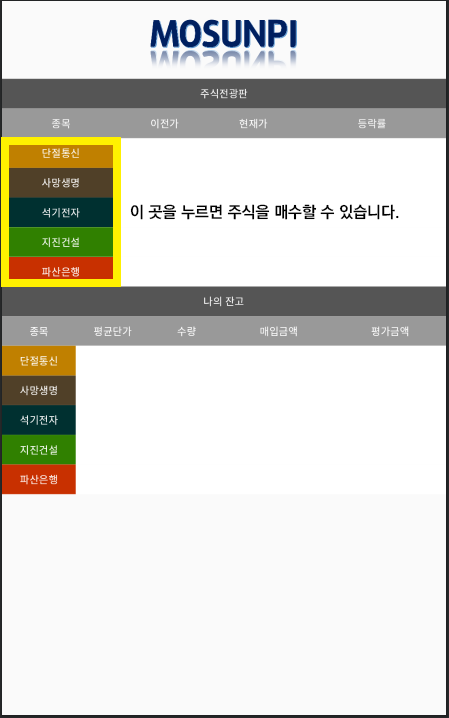 MOSUNPI
주식전광판
종목 이전가 현재가 등락률
단절통신
사망생명
석기전자
지진건설
파산은행
이 곳을 누르면 주식을 매수할 수 있습니다.
나의 잔고
종목 평균단가 수량 매입금액 평가금액
단절통신
사망생명
석기전자
지진건설
파산은행